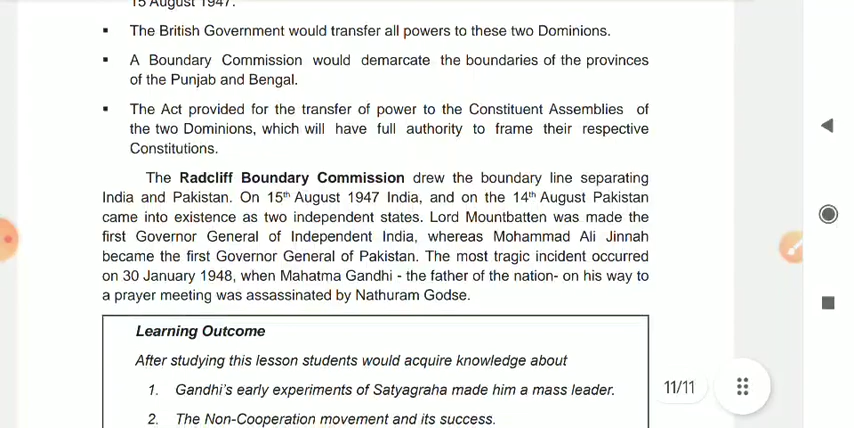 15 August 1947.
▪ The British Government would transfer all powers to these two Dominions.
▪ A Boundary Commission would demarcate the boundaries of the provinces
of the Punjab and Bengal.
▪ The Act provided for the transfer of power to the Constituent Assemblies of
the two Dominions, which will have full authority to frame their respective
Constitutions.
The Radcliff Boundary Commission drew the boundary line separating
India and Pakistan. On 15th August 1947 India, and on the 14th August Pakistan
came into existence as two independent states. Lord Mountbatten was made the
first Governor General of Independent India, whereas Mohammad Ali Jinnah
became the first Governor General of Pakistan. The most tragic incident occurred
on 30 January 1948, when Mahatma Gandhi - the father of the nation- on his way to
a prayer meeting was assassinated by Nathuram Godse.
Learning Outcome
After studying this lesson students would acquire knowledge about
1. Gandhi's early experiments of Satyagraha made him a mass leader.
11/11
2. The Non-Cooperation movement and its success.